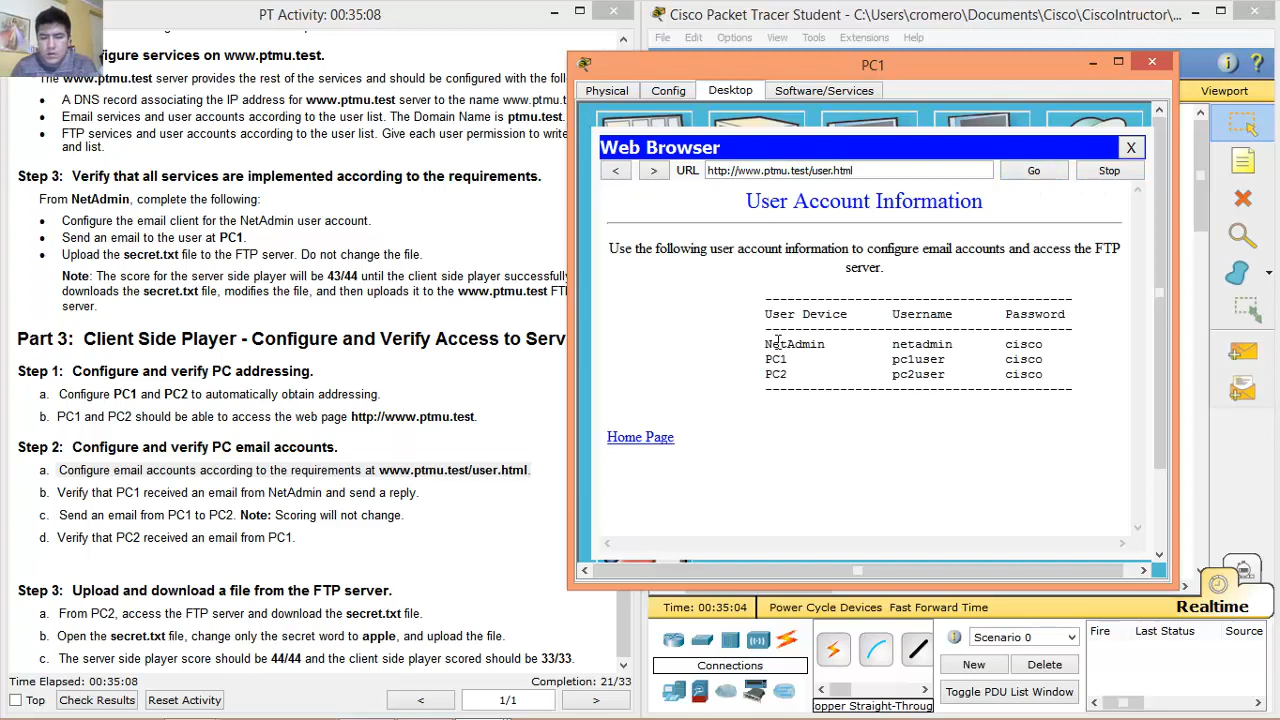 PT Activity: 00:35:08
figure services on www.ptmu.test.
The www.ptmu.test server provides the rest of the services and should be configured with the follo
A DNS record associating the IP address for www.ptmu.test server to the name www.ptmu.t
Email services and user accounts according to the user list. The Domain Name is ptmu.test.
FTP services and user accounts according to the user list. Give each user permission to write
and list.
Step 3: Verify that all services are implemented according to the requirements.
From NetAdmin, complete the following:
Configure the email client for the NetAdmin user account.
Send an email to the user at PC1.
Upload the secret.txt file to the FTP server. Do not change the file.
Note: The score for the server side player will be 43/44 until the client side player successfully
downloads the secret.txt file, modifies the file, and then uploads it to the www.ptmu.test FT
server.
Part 3: Client Side Player - Configure and Verify Access to Serv
Step 1: Configure and verify PC addressing.
a. Configure PC1 and PC2 to automatically obtain addressing.
b. PC1 and PC2 should be able to access the web page http://www.ptmu.test.
Step 2: Configure and verify PC email accounts.
a. Configure email accounts according to the requirements at www.ptmu.test/user.html.
b. Verify that PC1 received an email from NetAdmin and send a reply.
c. Send an email from PC1 to PC2. Note: Scoring will not change.
d. Verify that PC2 received an email from PC1.
Step 3: Upload and download a file from the FTP server.
a. From PC2, access the FTP server and download the secret.txt file.
b. Open the secret.txt file, change only the secret word to apple, and upload the file.
c. The server side player score should be 44/44 and the client side player scored should be 33/33.
Time Elapsed: 00:35:08 Completion: 21/33
Top Check Results Reset Activity < 1/1 >
Cisco Packet Tracer Student - C:\Users\cromero\Documents\Cisco\CiscoIntructor\...
File Edit Options View Tools Extensions Help
Viewport
PC1
Physical Config Desktop Software/Services
Web Browser X
< > URL http://www.ptmu.test/user.html Go Stop
User Account Information
Use the following user account information to configure email accounts and access the FTP
server.
-----------------------------------------
User Device Username Password
-----------------------------------------
NetAdmin netadmin cisco
PC1 pc1user cisco
PC2 pc2user cisco
-----------------------------------------
Home Page
Time: 00:35:04 Power Cycle Devices Fast Forward Time Realtime
Scenario 0 Fire Last Status Source
Connections New Delete
Toggle PDU List Window
opper Straight-Throug